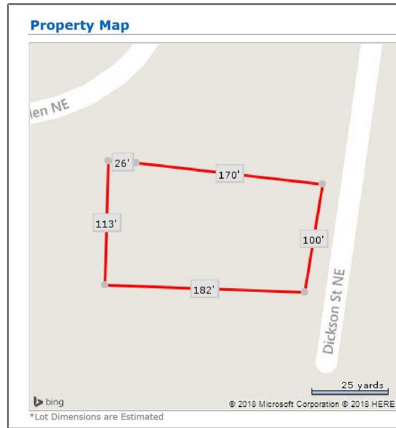 Property Map
len NE
26'
170'
113'
100'
182'
Dickson St NE
25 yards
bing
© 2018 Microsoft Corporation © 2018 HERE
*Lot Dimensions are Estimated